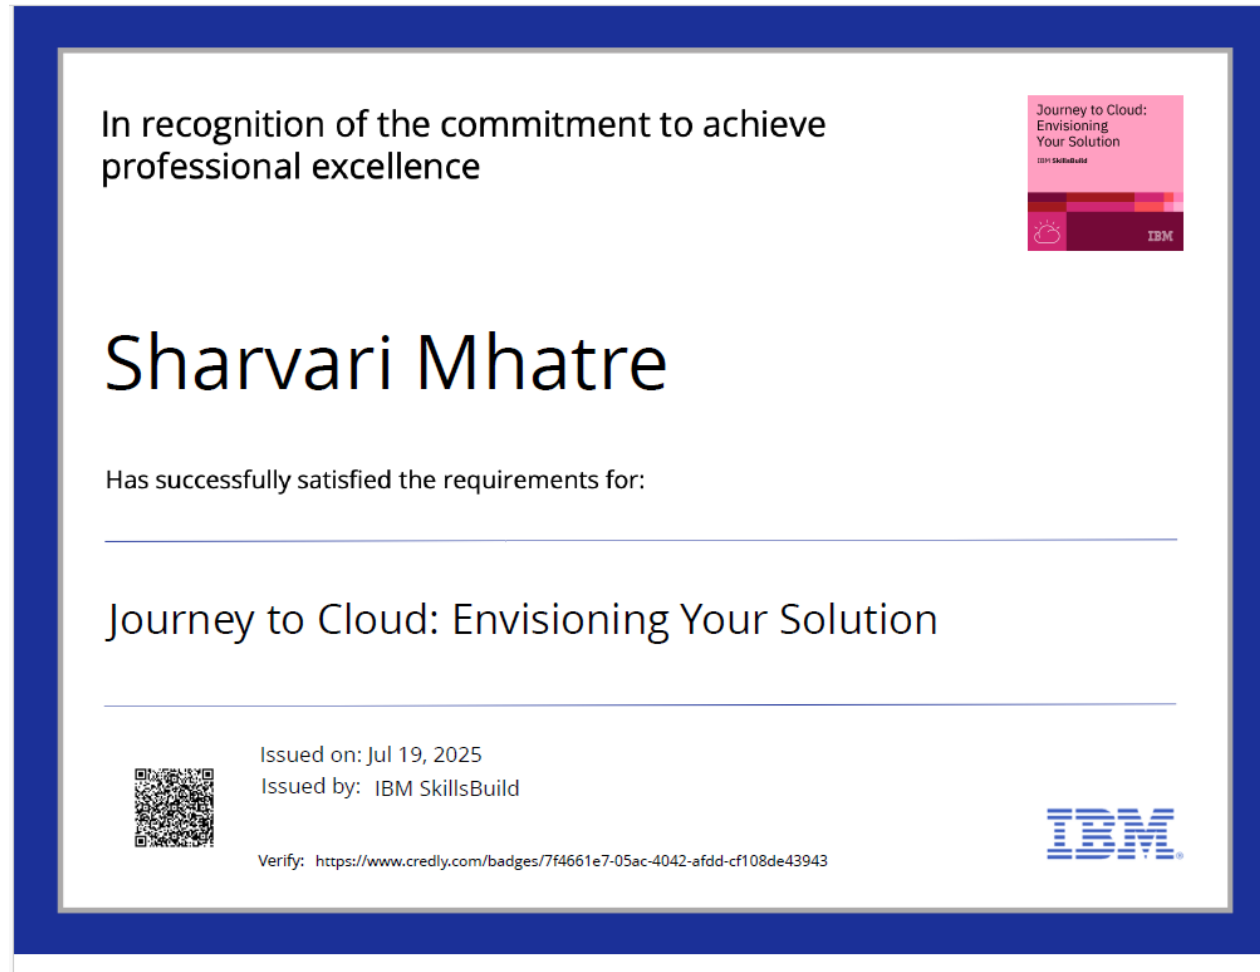 In recognition of the commitment to achieve
professional excellence
Journey to Cloud:
Envisioning
Your Solution
IBM SkillsBuild
IBM
Sharvari Mhatre
Has successfully satisfied the requirements for:
Journey to Cloud: Envisioning Your Solution
Issued on: Jul 19, 2025
Issued by: IBM SkillsBuild
Verify: https://www.credly.com/badges/7f4661e7-05ac-4042-afdd-cf108de43943
IBM®